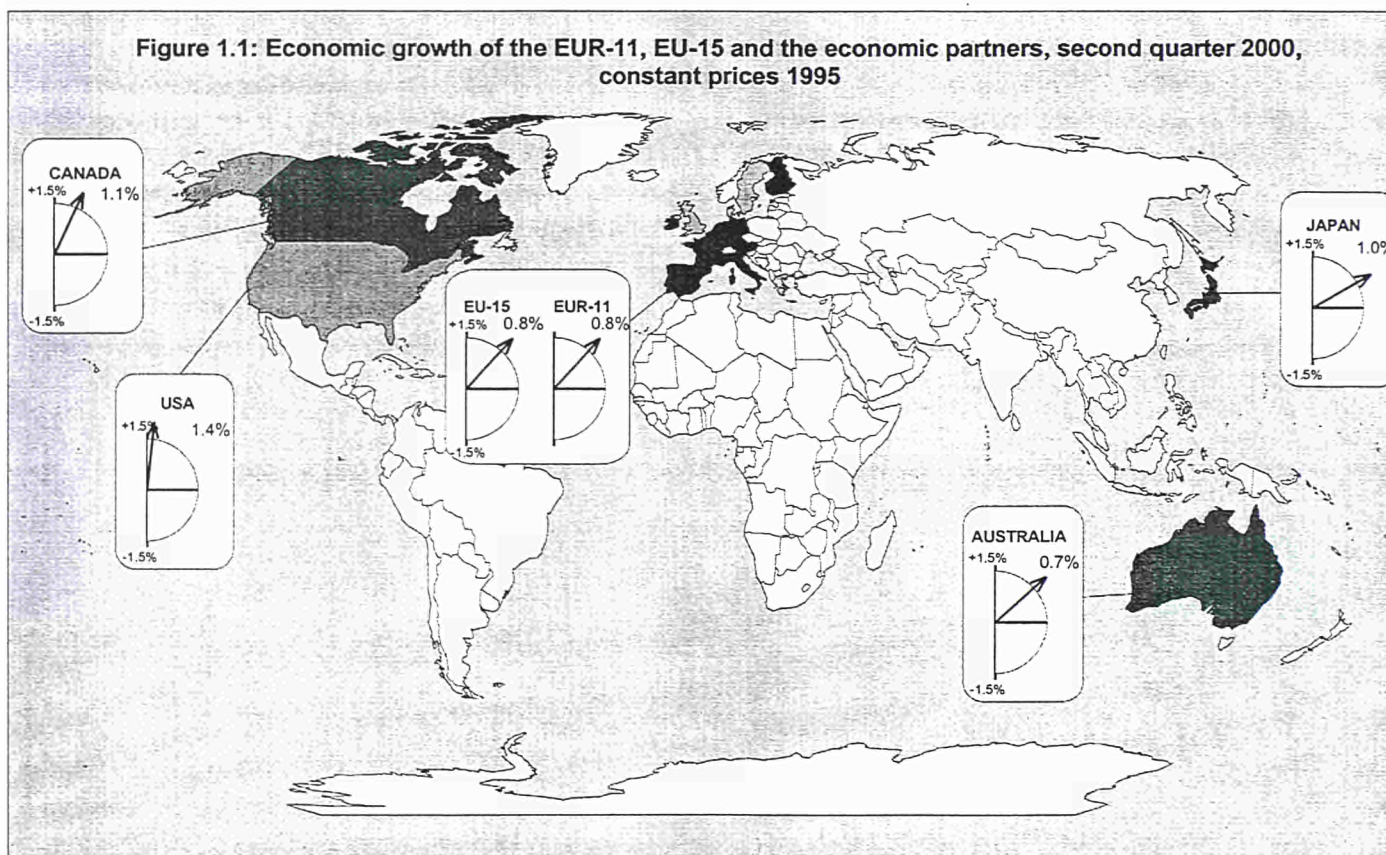 Figure 1.1: Economic growth of the EUR-11, EU-15 and the economic partners, second quarter 2000,
constant prices 1995
CANADA
+1.5%
1.1%
-1.5%
USA
+1.5%
1.4%
-1.5%
EU-15
+1.5%
0.8%
-1.5%
EUR-11
0.8%
JAPAN
+1.5%
1.0%
-1.5%
AUSTRALIA
+1.5%
0.7%
-1.5%